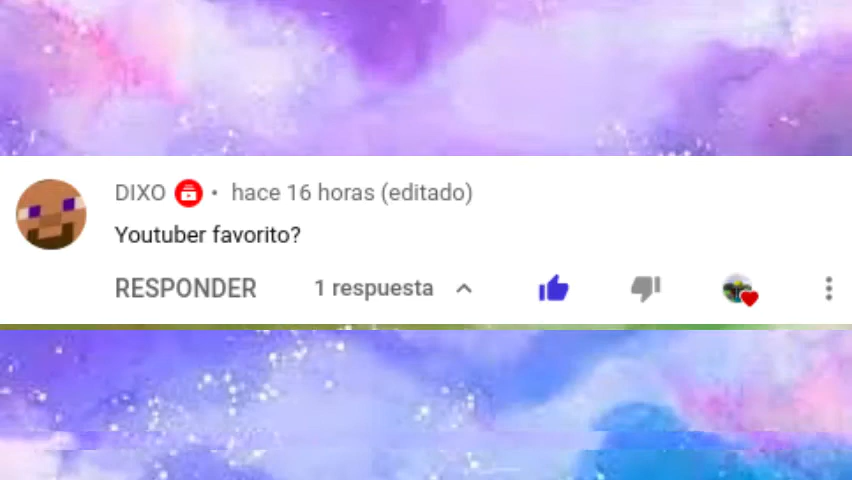 DIXO • hace 16 horas (editado)
Youtuber favorito?
RESPONDER 1 respuesta